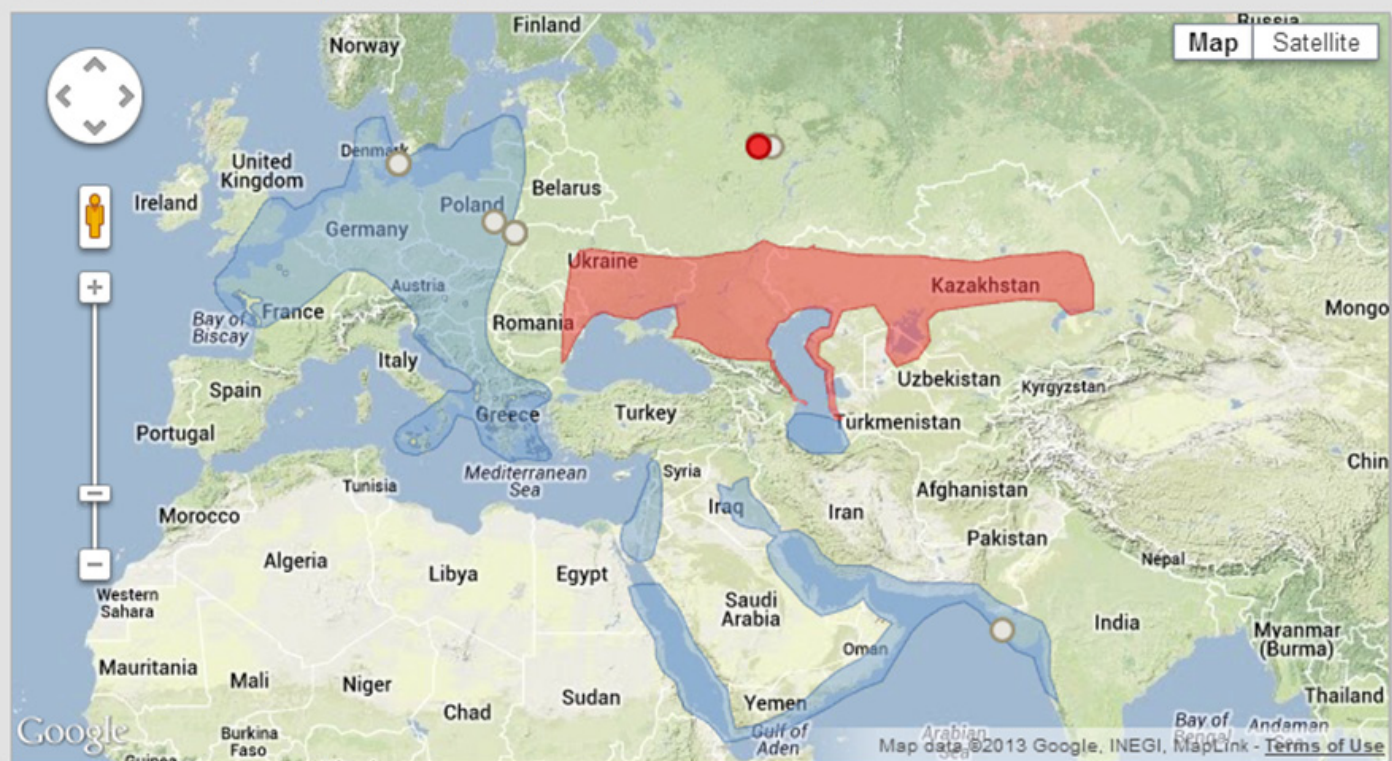 Russia
Finland
Norway
Map
Satellite
Denmark
United
Kingdom
Ireland
Belarus
Poland
Germany
Ukraine
Austria
Kazakhstan
France
Bay of
Biscay
Romania
Mongo
Italy
Uzbekistan
Kyrgyzstan
Spain
Greece
Turkey
Turkmenistan
Portugal
Mediterranean
Sea
Syria
Chin
Tunisia
Afghanistan
Morocco
Iraq
Iran
Pakistan
Algeria
Libya
Egypt
Nepal
Western
Sahara
Saudi
Arabia
India
Myanmar
(Burma)
Oman
Mauritania
Mali
Niger
Sudan
Yemen
Thailand
Chad
Google
Burkina
Faso
Gulf of
Aden
Arabian
Sea
Bay of
Bengal
Andaman
Sea
Map data ©2013 Google, INEGI, MapLink - Terms of Use
Guinea